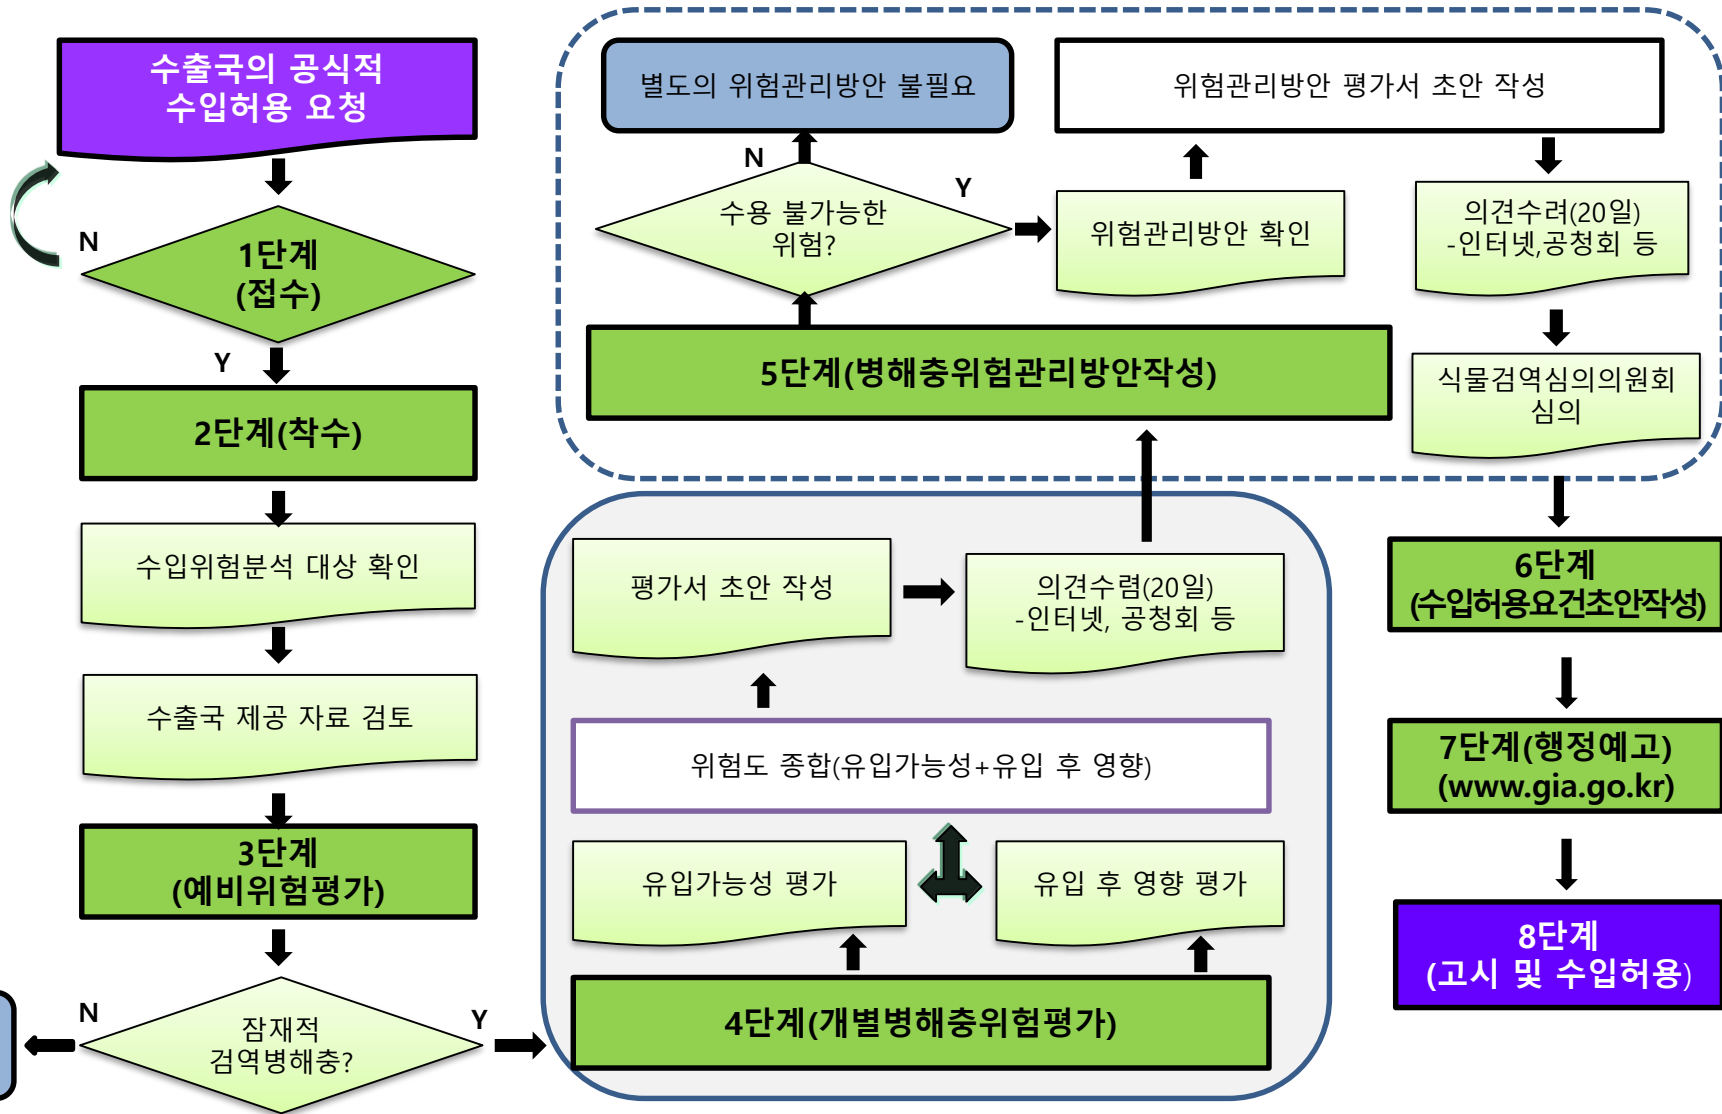 수출국의 공식적
수입허용 요청
N
1단계
(접수)
Y
2단계(착수)
수입위험분석 대상 확인
수출국 제공 자료 검토
3단계
(예비위험평가)
N
잠재적
검역병해충?
Y
4단계(개별병해충위험평가)
유입가능성 평가
유입 후 영향 평가
위험도 종합(유입가능성+유입 후 영향)
평가서 초안 작성
의견수렴(20일)
-인터넷, 공청회 등
5단계(병해충위험관리방안작성)
수용 불가능한
위험?
N
별도의 위험관리방안 불필요
Y
위험관리방안 확인
위험관리방안 평가서 초안 작성
의견수려(20일)
-인터넷,공청회 등
식물검역심의의원회
심의
6단계
(수입허용요건초안작성)
7단계(행정예고)
(www.gia.go.kr)
8단계
(고시 및 수입허용)